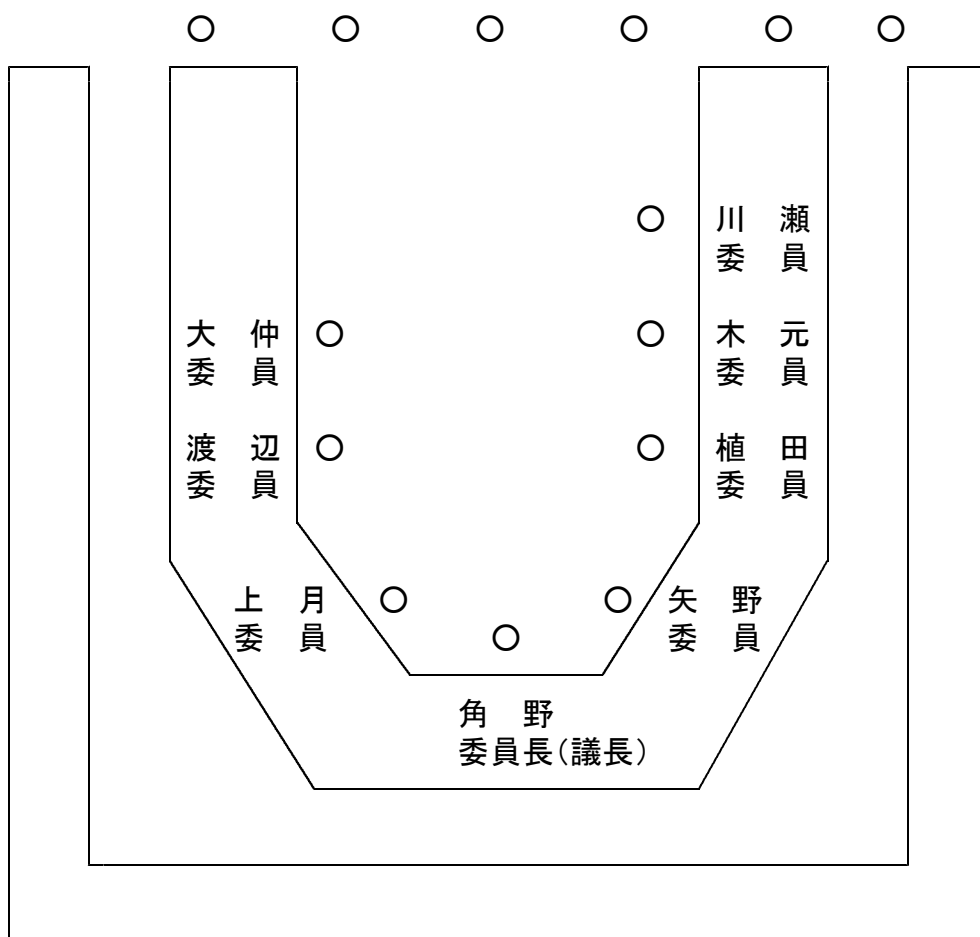 川　瀬
委　員
大　仲
委　員
木　元
委　員
渡　辺
委　員
植　田
委　員
上　月
委　員
矢　野
委　員
角　野
委員長（議長）